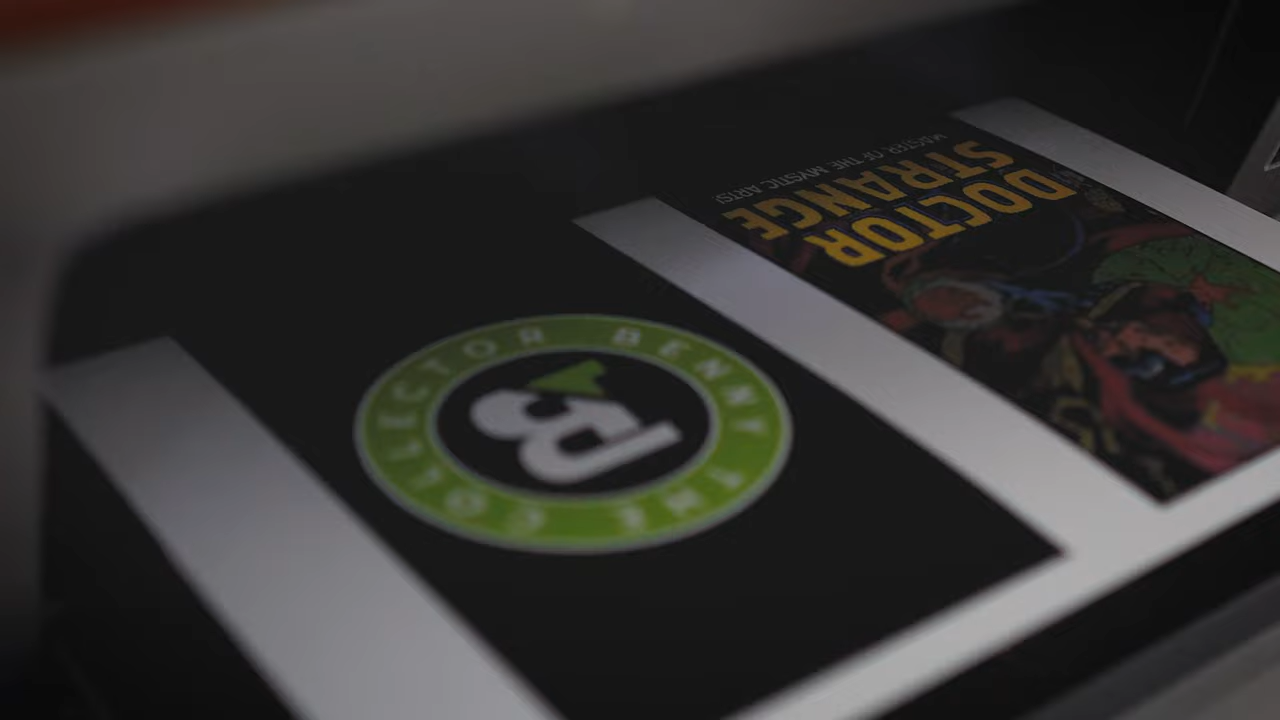 BENNY THE COLLECTOR
B
DOCTOR
STRANGE
MASTER OF THE MYSTIC ARTS!